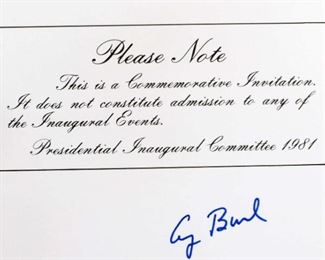 Please Note
This is a Commemorative Invitation.
It does not constitute admission to any of
the Inaugural Events.
Presidential Inaugural Committee 1981